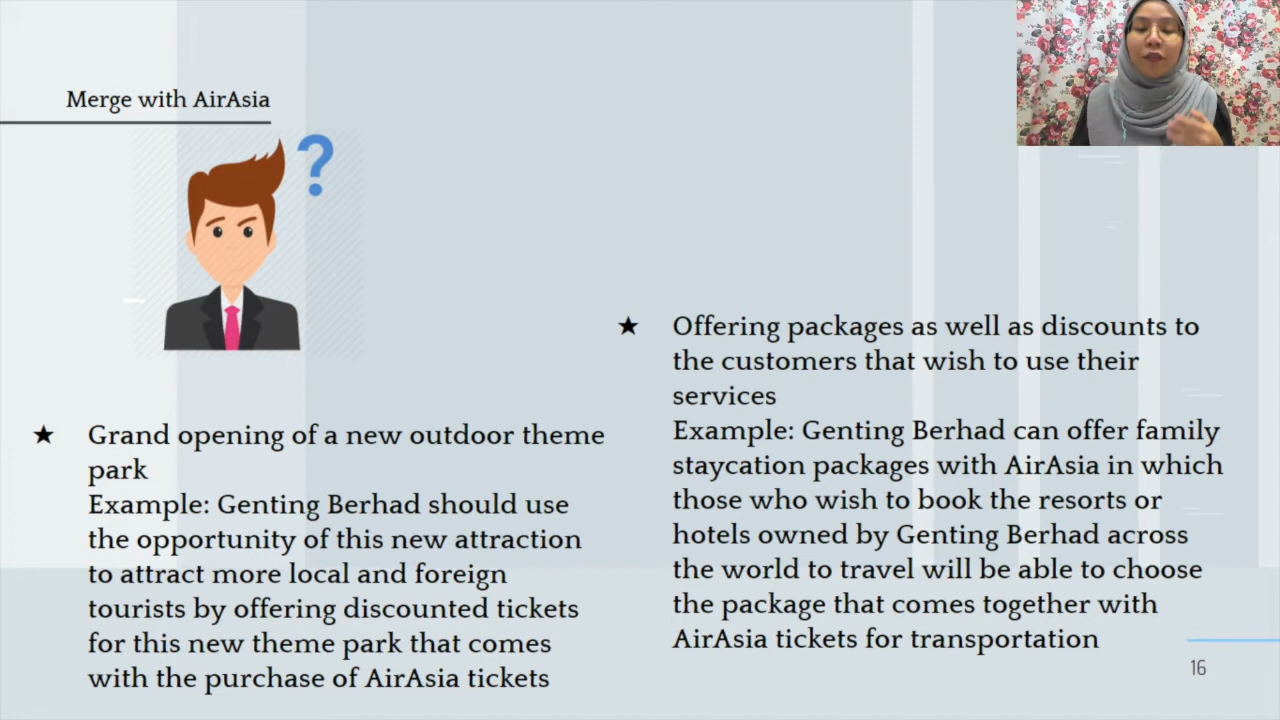 Merge with AirAsia
?
★ Grand opening of a new outdoor theme
park
Example: Genting Berhad should use
the opportunity of this new attraction
to attract more local and foreign
tourists by offering discounted tickets
for this new theme park that comes
with the purchase of AirAsia tickets
★ Offering packages as well as discounts to
the customers that wish to use their
services
Example: Genting Berhad can offer family
staycation packages with AirAsia in which
those who wish to book the resorts or
hotels owned by Genting Berhad across
the world to travel will be able to choose
the package that comes together with
AirAsia tickets for transportation
16